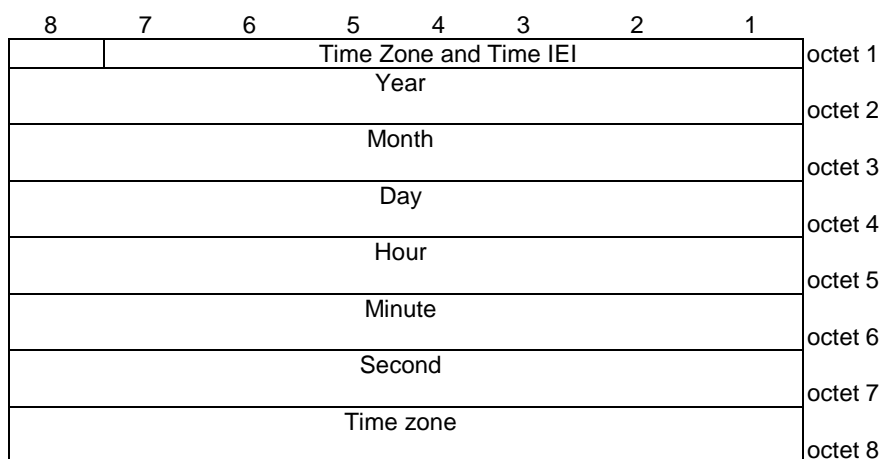 8 7 6 5 4 3 2 1
Time Zone and Time IEI octet 1
Year
octet 2
Month
octet 3
Day
octet 4
Hour
octet 5
Minute
octet 6
Second
octet 7
Time zone
octet 8